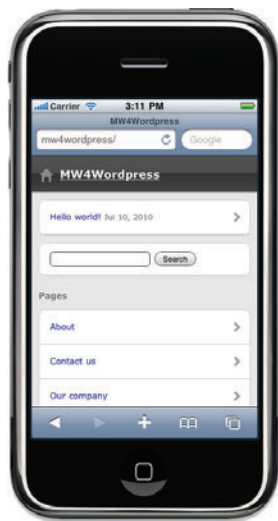 Carrier 3:11 PM
MW4Wordpress
mw4wordpress/ Google
MW4Wordpress
Hello world! Jul 10, 2010
Search
Pages
About
Contact us
Our company